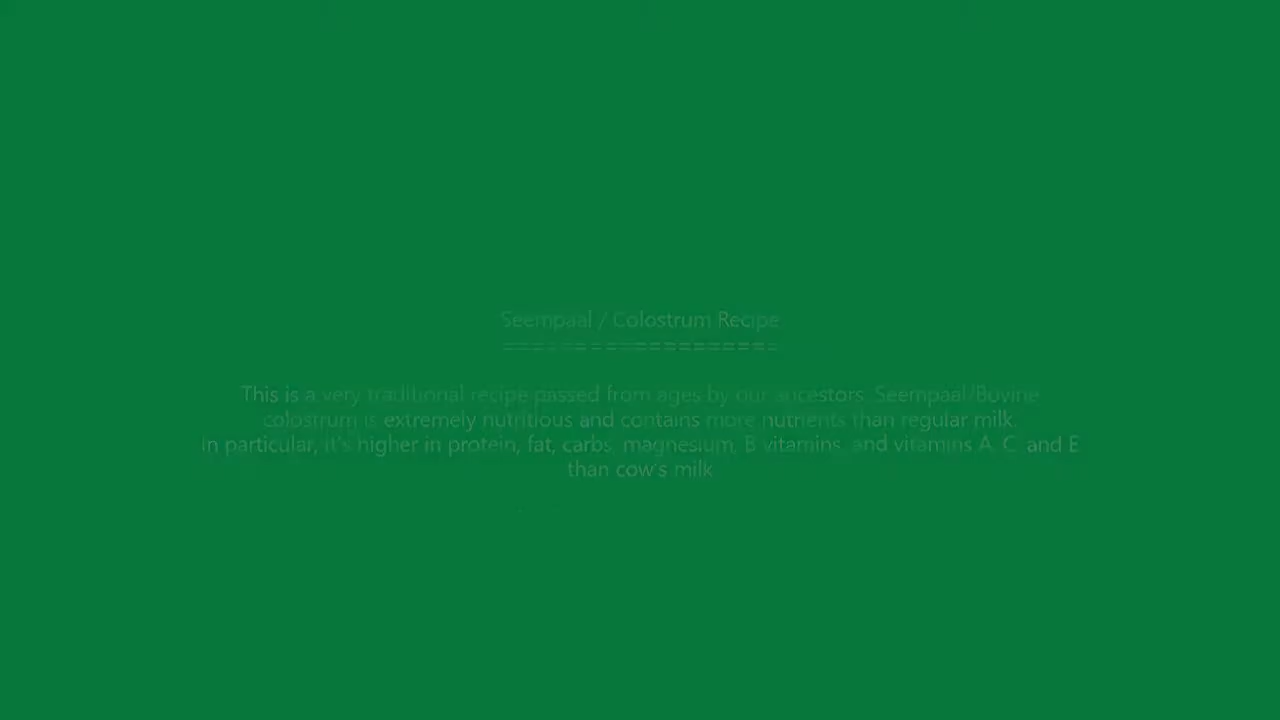 Seempaal / Colostrum Recipe
===================
This is a very traditional recipe passed from ages by our ancestors. Seempaal/Bovine
colostrum is extremely nutritious and contains more nutrients than regular milk.
In particular, it's higher in protein, fat, carbs, magnesium, B vitamins, and vitamins A, C, and E
than cow's milk